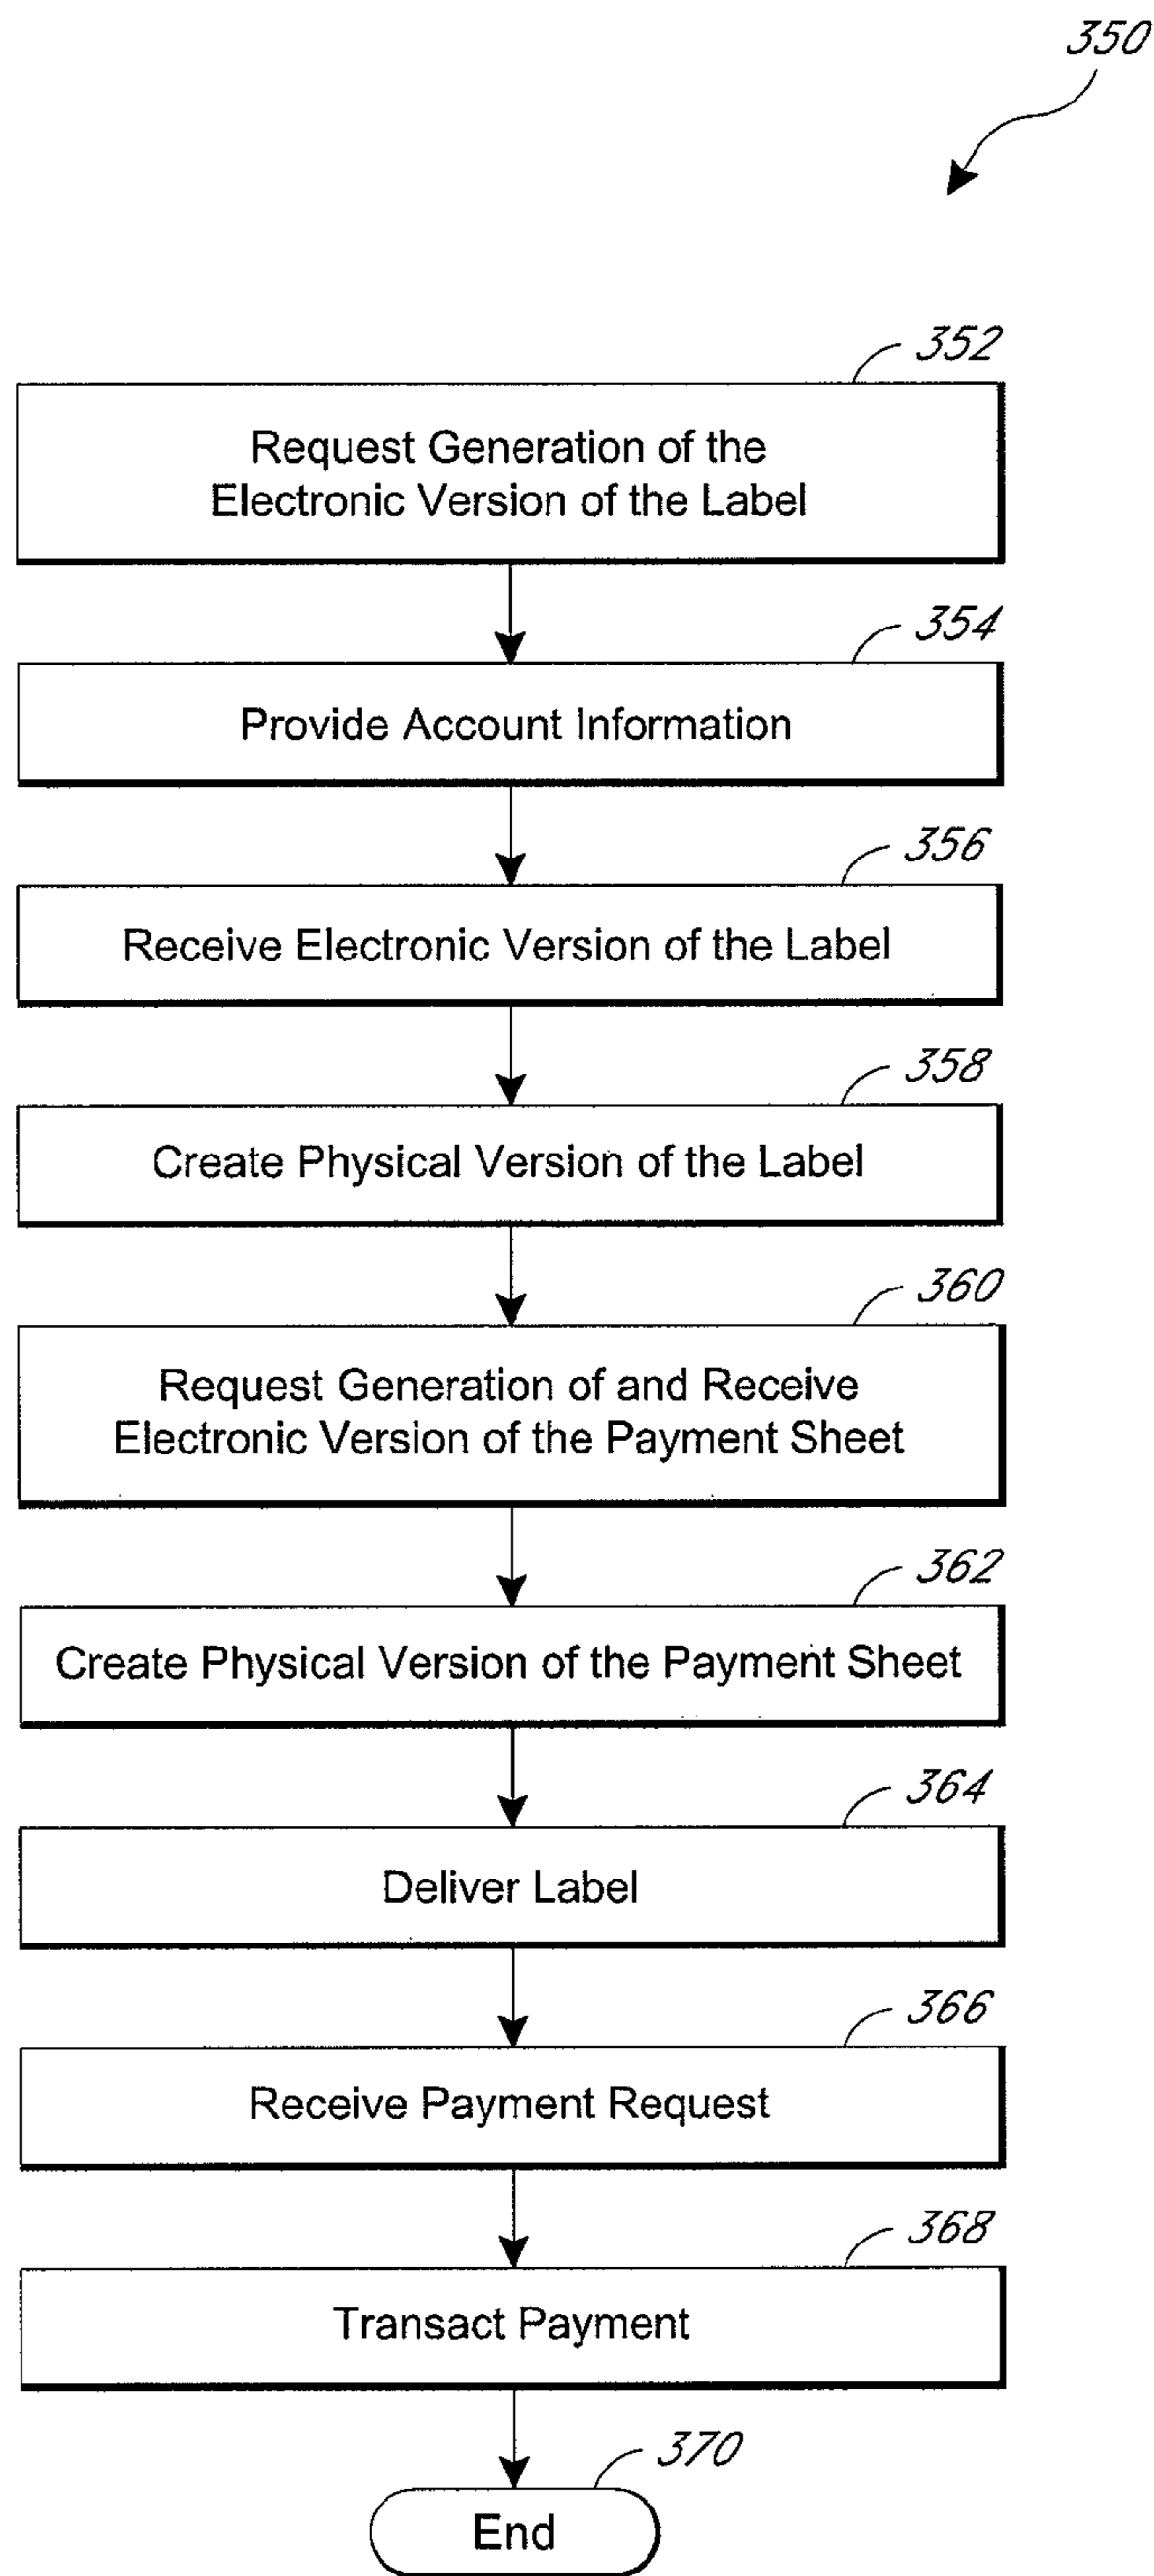 350
352
Request Generation of the
Electronic Version of the Label
354
Provide Account Information
356
Receive Electronic Version of the Label
358
Create Physical Version of the Label
360
Request Generation of and Receive
Electronic Version of the Payment Sheet
362
Create Physical Version of the Payment Sheet
364
Deliver Label
366
Receive Payment Request
368
Transact Payment
370
End